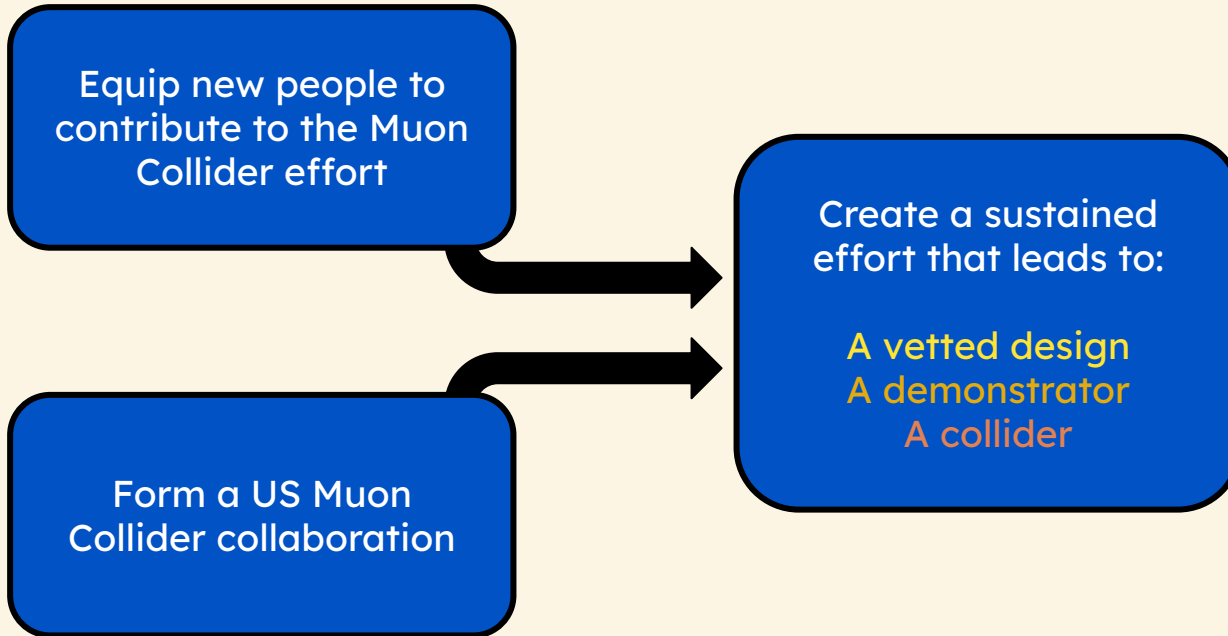 Equip new people to
contribute to the Muon
Collider effort
Form a US Muon
Collider collaboration
Create a sustained
effort that leads to:
A vetted design
A demonstrator
A collider